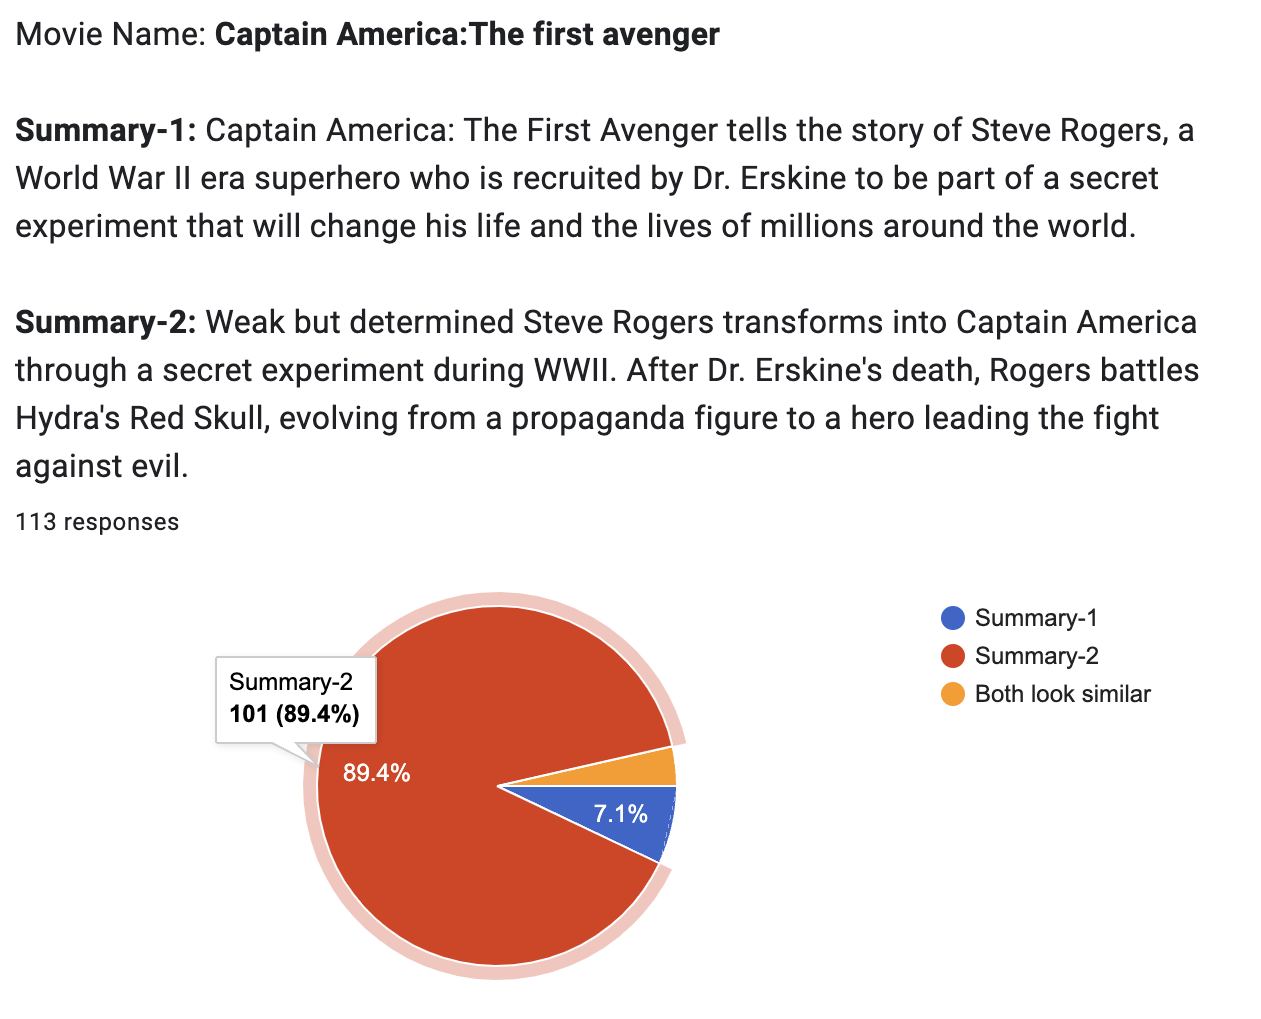 Movie Name: Captain America:The first avenger
Summary-1: Captain America: The First Avenger tells the story of Steve Rogers, a
World War II era superhero who is recruited by Dr. Erskine to be part of a secret
experiment that will change his life and the lives of millions around the world.
Summary-2: Weak but determined Steve Rogers transforms into Captain America
through a secret experiment during WWII. After Dr. Erskine's death, Rogers battles
Hydra's Red Skull, evolving from a propaganda figure to a hero leading the fight
against evil.
113 responses
Summary-1
Summary-2
Both look similar
Summary-2
101 (89.4%)
89.4%
7.1%